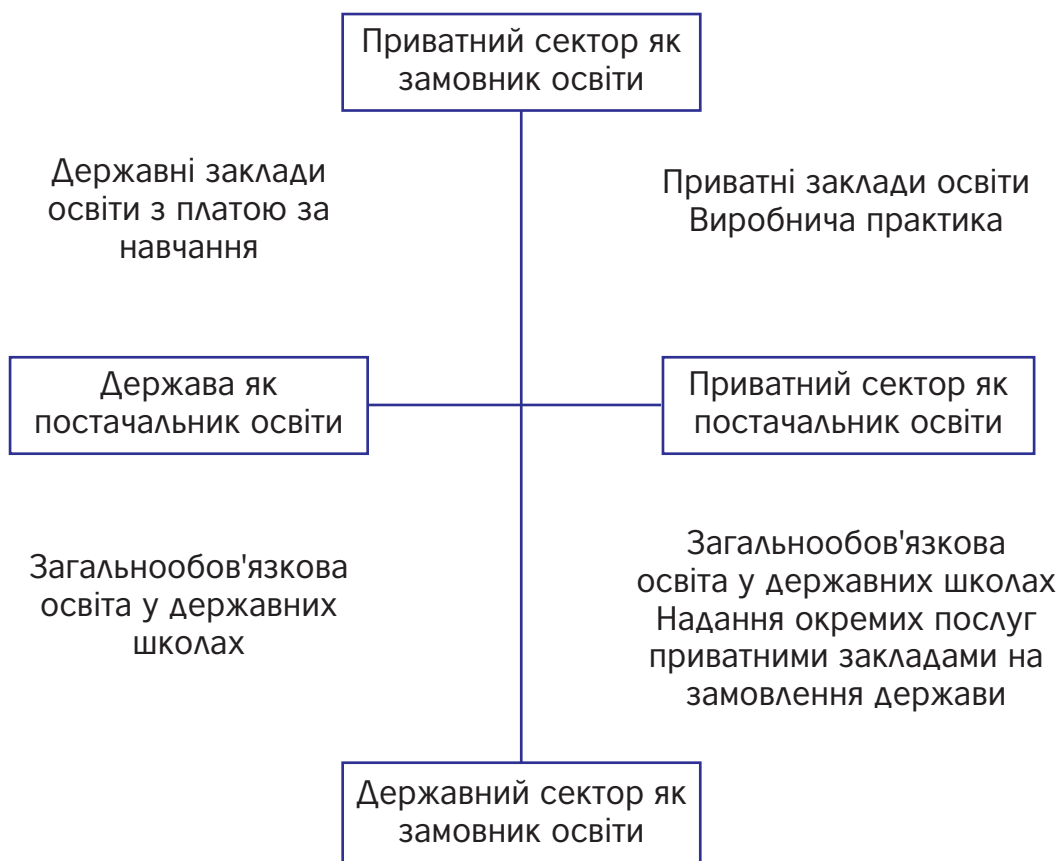 Приватний сектор як
замовник освіти
Державні заклади
освіти з платою за
навчання
Приватні заклади освіти
Виробнича практика
Держава як
постачальник освіти
Приватний сектор як
постачальник освіти
Загальнообов'язкова
освіта у державних
школах
Загальнообов'язкова
освіта у державних школах
Надання окремих послуг
приватними закладами на
замовлення держави
Державний сектор як
замовник освіти